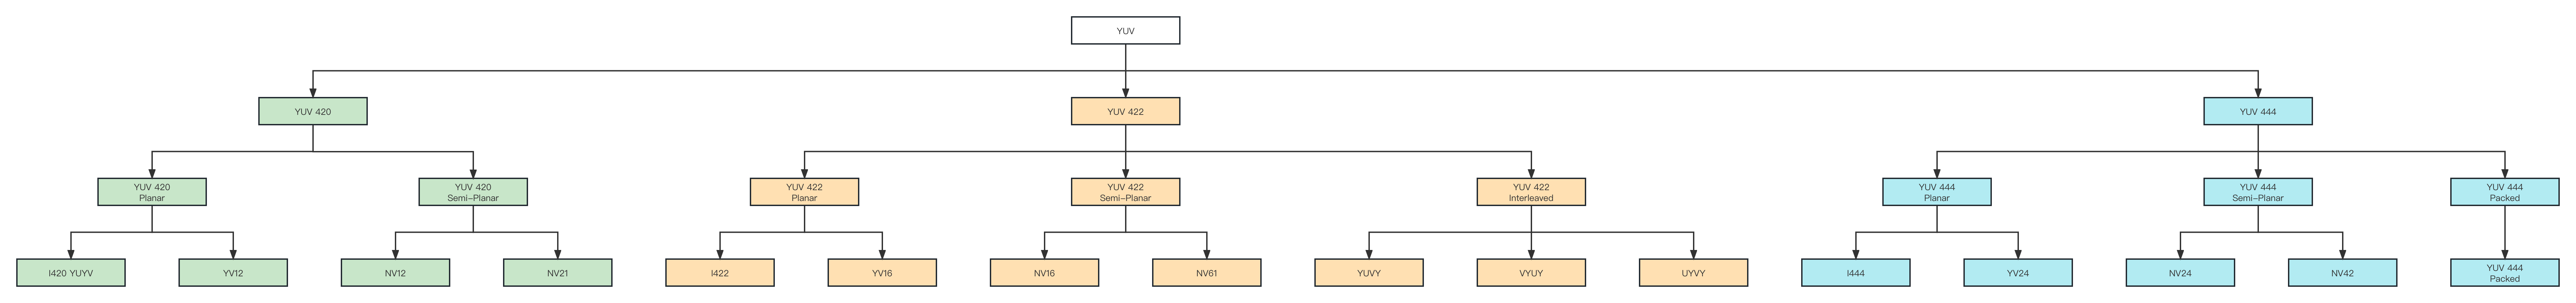 YUV
YUV 420
YUV 422
YUV 444
YUV 420
Planar
YUV 420
Semi-Planar
YUV 422
Planar
YUV 422
Semi-Planar
YUV 422
Interleaved
YUV 444
Planar
YUV 444
Semi-Planar
YUV 444
Packed
I420 YUYV
YV12
NV12
NV21
I422
YV16
NV16
NV61
YUVY
VYUY
UYVY
I444
YV24
NV24
NV42
YUV 444
Packed